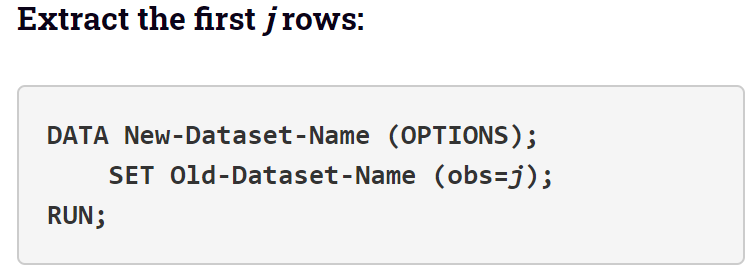 Extract the first j rows:
DATA New-Dataset-Name (OPTIONS);
    SET Old-Dataset-Name (obs=j);
RUN;